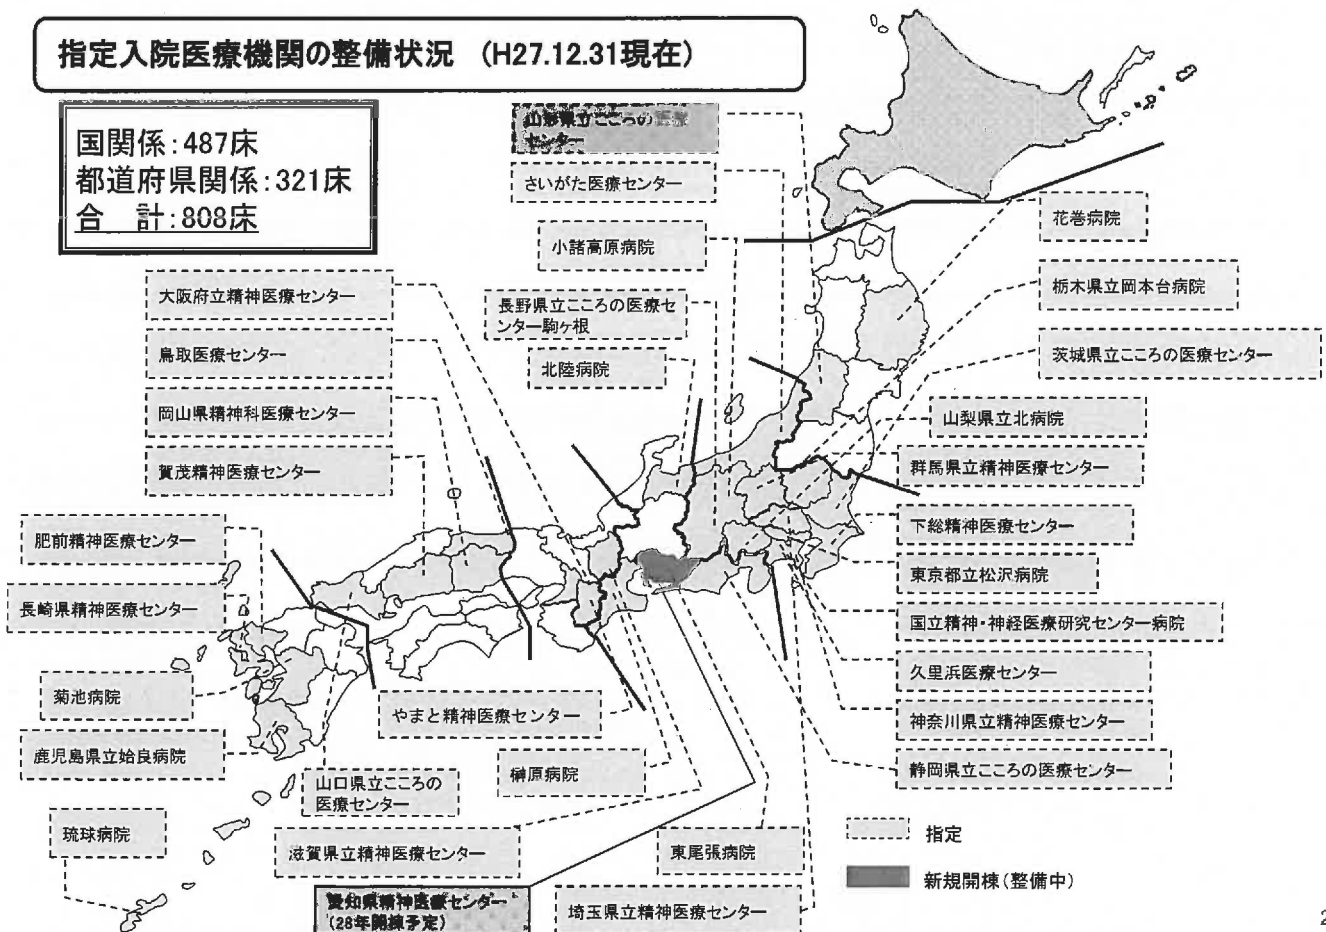 指定入院医療機関の整備状況　(H27.12.31現在)
国関係:487床
都道府県関係:321床
合　計:808床
山形県立こころの医療
センター
さいがた医療センター
小諸高原病院
長野県立こころの医療セ
ンター駒ヶ根
北陸病院
大阪府立精神医療センター
鳥取医療センター
岡山県精神科医療センター
賀茂精神医療センター
肥前精神医療センター
長崎県精神医療センター
菊池病院
鹿児島県立姶良病院
琉球病院
山口県立こころの
医療センター
やまと精神医療センター
榊原病院
滋賀県立精神医療センター
東尾張病院
愛知県精神医療センター
(28年開棟予定)
埼玉県立精神医療センター
花巻病院
栃木県立岡本台病院
茨城県立こころの医療センター
山梨県立北病院
群馬県立精神医療センター
下総精神医療センター
東京都立松沢病院
国立精神・神経医療研究センター病院
久里浜医療センター
神奈川県立精神医療センター
静岡県立こころの医療センター
指定
新規開棟(整備中)
2